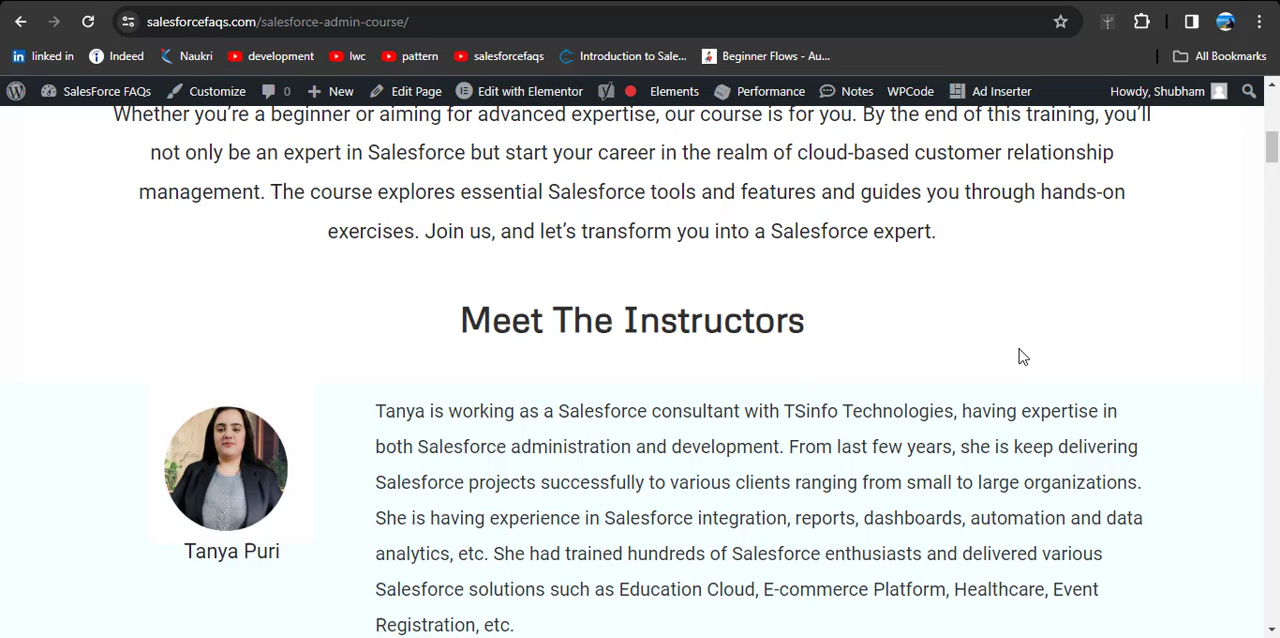 salesforcefaqs.com/salesforce-admin-course/
linked in Indeed Naukri development lwc pattern salesforcefaqs Introduction to Sale... Beginner Flows - Au... All Bookmarks
SalesForce FAQs Customize 0 New Edit Page Edit with Elementor Elements Performance Notes WPCode Ad Inserter Howdy, Shubham
Whether you're a beginner or aiming for advanced expertise, our course is for you. By the end of this training, you'll
not only be an expert in Salesforce but start your career in the realm of cloud-based customer relationship
management. The course explores essential Salesforce tools and features and guides you through hands-on
exercises. Join us, and let's transform you into a Salesforce expert.
Meet The Instructors
Tanya is working as a Salesforce consultant with TSinfo Technologies, having expertise in
both Salesforce administration and development. From last few years, she is keep delivering
Salesforce projects successfully to various clients ranging from small to large organizations.
She is having experience in Salesforce integration, reports, dashboards, automation and data
analytics, etc. She had trained hundreds of Salesforce enthusiasts and delivered various
Salesforce solutions such as Education Cloud, E-commerce Platform, Healthcare, Event
Registration, etc.
Tanya Puri